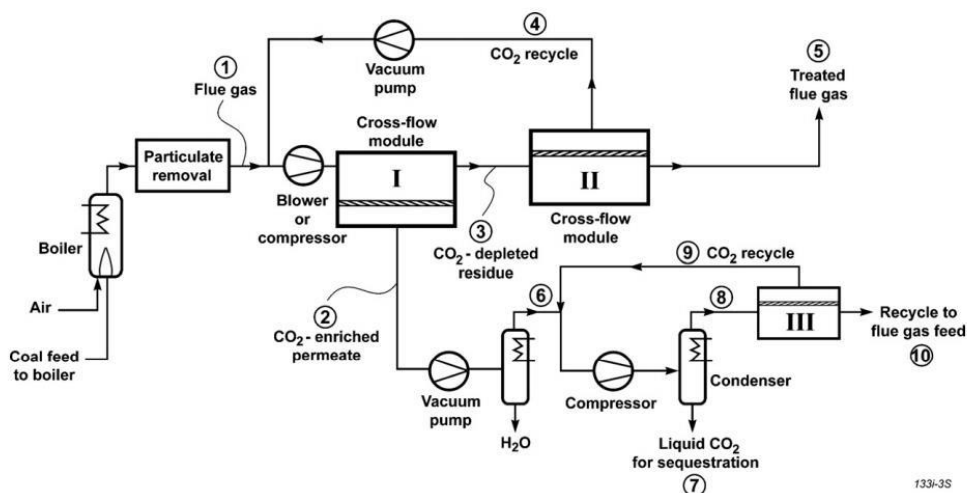 ④
CO₂ recycle
Vacuum
pump
⑤
Treated
flue gas
①
Flue gas
Cross-flow
module
Particulate
removal
I
II
Blower
or
compressor
Cross-flow
module
Boiler
③
CO₂ - depleted
residue
⑨ CO₂ recycle
Air
②
CO₂ - enriched
permeate
⑥
⑧
III
Recycle to
flue gas feed
⑩
Coal feed
to boiler
Vacuum
pump
Compressor
Condenser
H₂O
Liquid CO₂
for sequestration
⑦
133i-3S